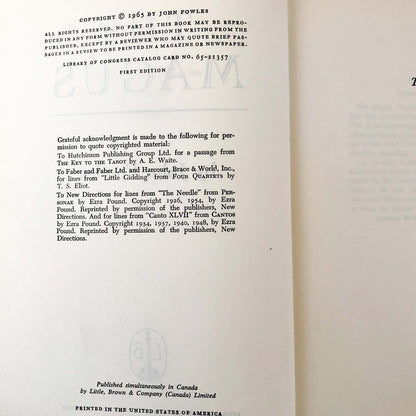 COPYRIGHT © 1965 BY JOHN FOWLES
ALL RIGHTS RESERVED. NO PART OF THIS BOOK MAY BE REPRO-
DUCED IN ANY FORM WITHOUT PERMISSION IN WRITING FROM THE
PUBLISHER, EXCEPT BY A REVIEWER WHO MAY QUOTE BRIEF PAS-
SAGES IN A REVIEW TO BE PRINTED IN A MAGAZINE OR NEWSPAPER.
LIBRARY OF CONGRESS CATALOG CARD NO. 65-21357
FIRST EDITION
MAGUS
Grateful acknowledgment is made to the following for per-
mission to quote copyrighted material:
To Hutchinson Publishing Group Ltd. for a passage from
THE KEY TO THE TAROT by A. E. Waite.
To Faber and Faber Ltd. and Harcourt, Brace & World, Inc.,
for lines from "Little Gidding" from FOUR QUARTETS by
T. S. Eliot.
To New Directions for lines from "The Needle" from PER-
SONAE by Ezra Pound. Copyright 1926, 1954, by Ezra
Pound. Reprinted by permission of the publishers, New
Directions. And for lines from "Canto XLVII" from CANTOS
by Ezra Pound. Copyright 1934, 1937, 1940, 1948, by Ezra
Pound. Reprinted by permission of the publishers, New
Directions.
Published simultaneously in Canada
by Little, Brown & Company (Canada) Limited
PRINTED IN THE UNITED STATES OF AMERICA
T